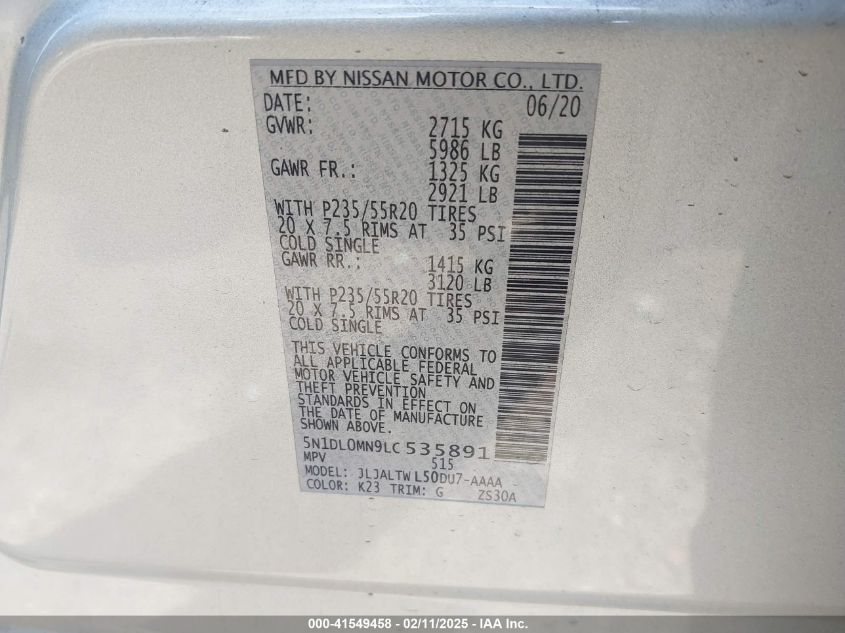 MFD BY NISSAN MOTOR CO., LTD.
DATE: 06/20
GVWR: 2715 KG
5986 LB
GAWR FR.: 1325 KG
2921 LB
WITH P235/55R20 TIRES
20 X 7.5 RIMS AT 35 PSI
COLD SINGLE
GAWR RR.: 1415 KG
3120 LB
WITH P235/55R20 TIRES
20 X 7.5 RIMS AT 35 PSI
COLD SINGLE
THIS VEHICLE CONFORMS TO
ALL APPLICABLE FEDERAL
MOTOR VEHICLE SAFETY AND
THEFT PREVENTION
STANDARDS IN EFFECT ON
THE DATE OF MANUFACTURE
SHOWN ABOVE.
5N1DL0MN9LC535891
MPV 515
MODEL: JLJALTWL50DU7-AAAA -
COLOR: K23 TRIM: G ZS30A
000-41549458 - 02/11/2025 - IAA Inc.